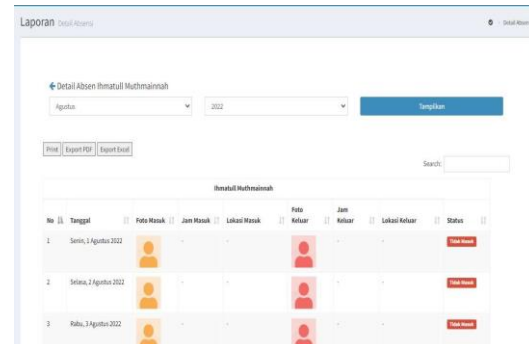 Laporan Detail Absensi
Detail Absen
Detail Absen Ihmatull Muthmainnah
Agustus 2022 Tampilkan
Print Export PDF Export Excel
Search:
Ihmatull Muthmainnah
No Tanggal Foto Masuk Jam Masuk Lokasi Masuk Foto Keluar Jam Keluar Lokasi Keluar Status
1 Senin, 1 Agustus 2022 - - - - Tidak Masuk
2 Selasa, 2 Agustus 2022 - - - - Tidak Masuk
3 Rabu, 3 Agustus 2022 - - - - Tidak Masuk